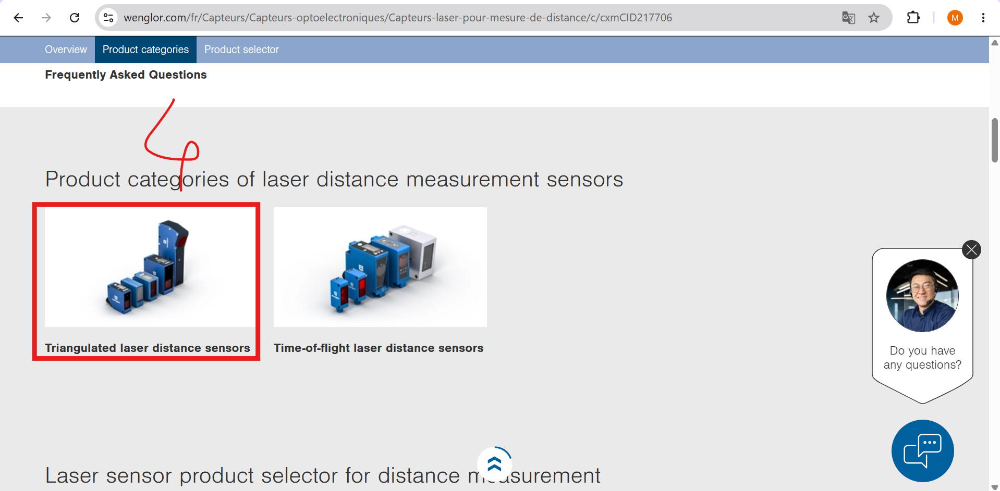 wenglor.com/fr/Capteurs/Capteurs-optoelectroniques/Capteurs-laser-pour-mesure-de-distance/c/cxmCID217706
M
Overview Product categories Product selector
Frequently Asked Questions
4
Product categories of laser distance measurement sensors
Triangulated laser distance sensors
Time-of-flight laser distance sensors
Do you have
any questions?
Laser sensor product selector for distance measurement